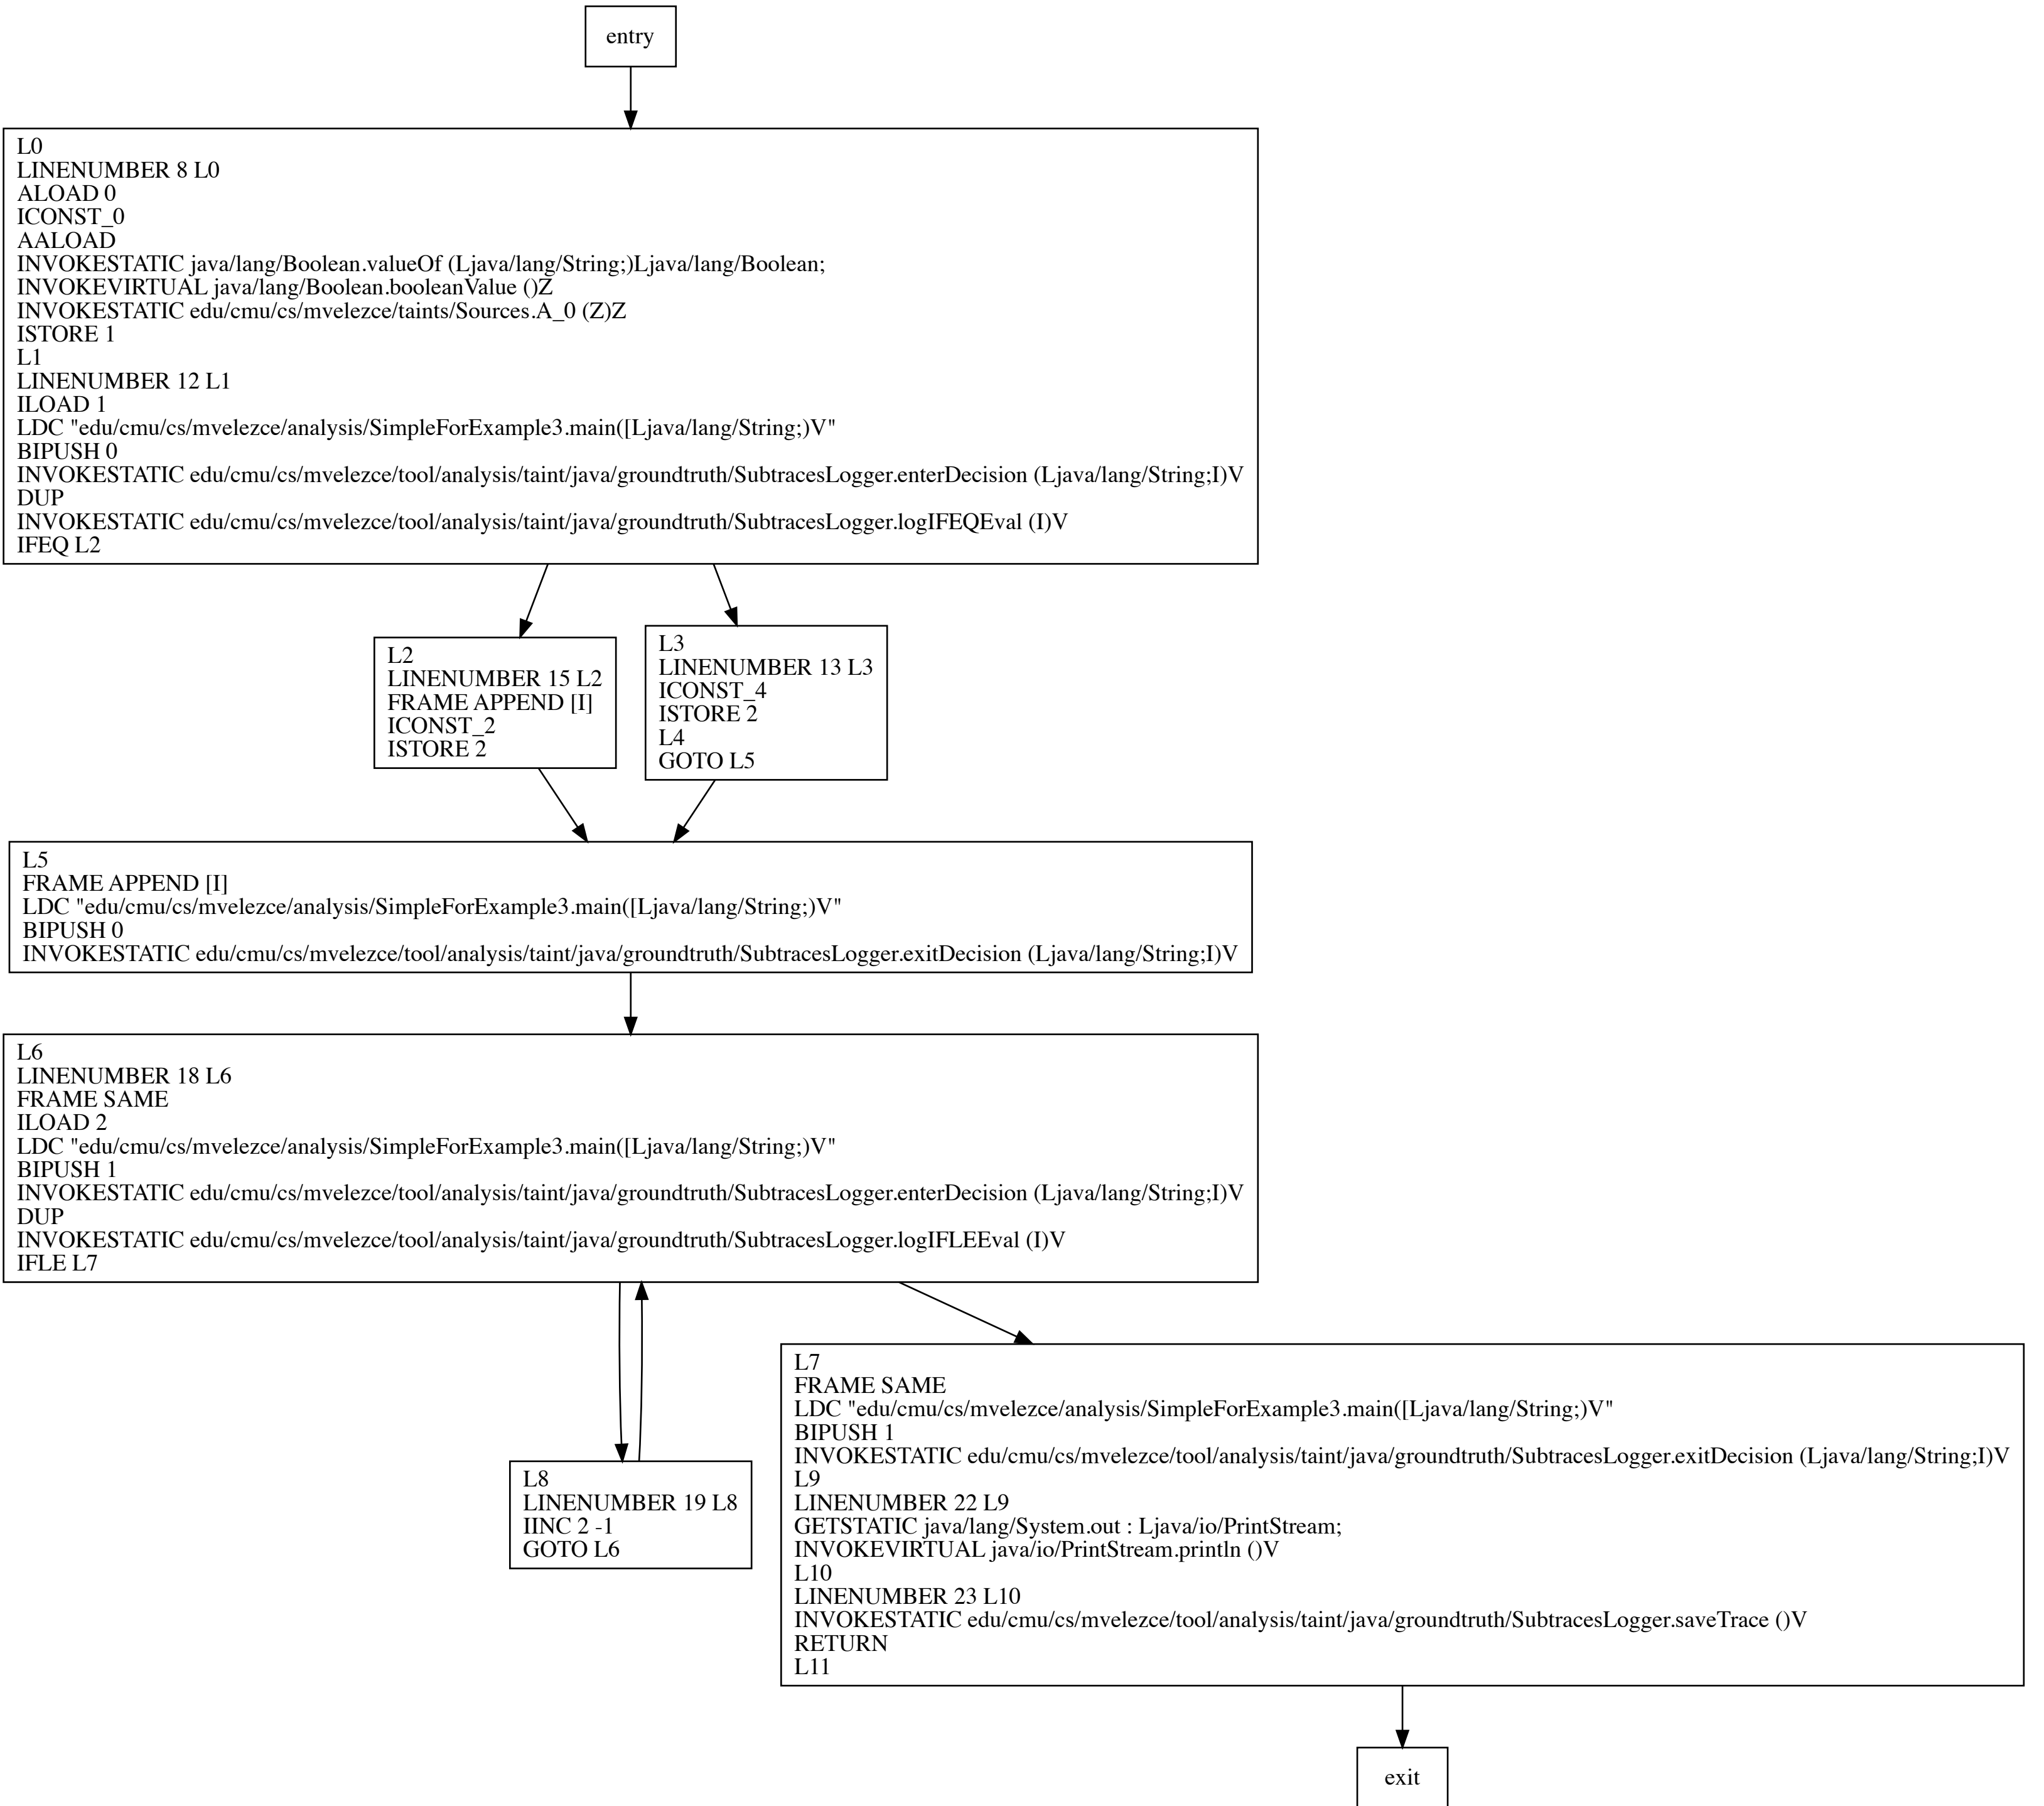 entry
L0
LINENUMBER 8 L0
ALOAD 0
ICONST_0
AALOAD
INVOKESTATIC java/lang/Boolean.valueOf (Ljava/lang/String;)Ljava/lang/Boolean;
INVOKEVIRTUAL java/lang/Boolean.booleanValue ()Z
INVOKESTATIC edu/cmu/cs/mvelezce/taints/Sources.A_0 (Z)Z
ISTORE 1
L1
LINENUMBER 12 L1
ILOAD 1
LDC "edu/cmu/cs/mvelezce/analysis/SimpleForExample3.main([Ljava/lang/String;)V"
BIPUSH 0
INVOKESTATIC edu/cmu/cs/mvelezce/tool/analysis/taint/java/groundtruth/SubtracesLogger.enterDecision (Ljava/lang/String;I)V
DUP
INVOKESTATIC edu/cmu/cs/mvelezce/tool/analysis/taint/java/groundtruth/SubtracesLogger.logIFEQEval (I)V
IFEQ L2
L2
LINENUMBER 15 L2
FRAME APPEND [I]
ICONST_2
ISTORE 2
L3
LINENUMBER 13 L3
ICONST_4
ISTORE 2
L4
GOTO L5
L5
FRAME APPEND [I]
LDC "edu/cmu/cs/mvelezce/analysis/SimpleForExample3.main([Ljava/lang/String;)V"
BIPUSH 0
INVOKESTATIC edu/cmu/cs/mvelezce/tool/analysis/taint/java/groundtruth/SubtracesLogger.exitDecision (Ljava/lang/String;I)V
L6
LINENUMBER 18 L6
FRAME SAME
ILOAD 2
LDC "edu/cmu/cs/mvelezce/analysis/SimpleForExample3.main([Ljava/lang/String;)V"
BIPUSH 1
INVOKESTATIC edu/cmu/cs/mvelezce/tool/analysis/taint/java/groundtruth/SubtracesLogger.enterDecision (Ljava/lang/String;I)V
DUP
INVOKESTATIC edu/cmu/cs/mvelezce/tool/analysis/taint/java/groundtruth/SubtracesLogger.logIFLEEval (I)V
IFLE L7
L8
LINENUMBER 19 L8
IINC 2 -1
GOTO L6
L7
FRAME SAME
LDC "edu/cmu/cs/mvelezce/analysis/SimpleForExample3.main([Ljava/lang/String;)V"
BIPUSH 1
INVOKESTATIC edu/cmu/cs/mvelezce/tool/analysis/taint/java/groundtruth/SubtracesLogger.exitDecision (Ljava/lang/String;I)V
L9
LINENUMBER 22 L9
GETSTATIC java/lang/System.out : Ljava/io/PrintStream;
INVOKEVIRTUAL java/io/PrintStream.println ()V
L10
LINENUMBER 23 L10
INVOKESTATIC edu/cmu/cs/mvelezce/tool/analysis/taint/java/groundtruth/SubtracesLogger.saveTrace ()V
RETURN
L11
exit